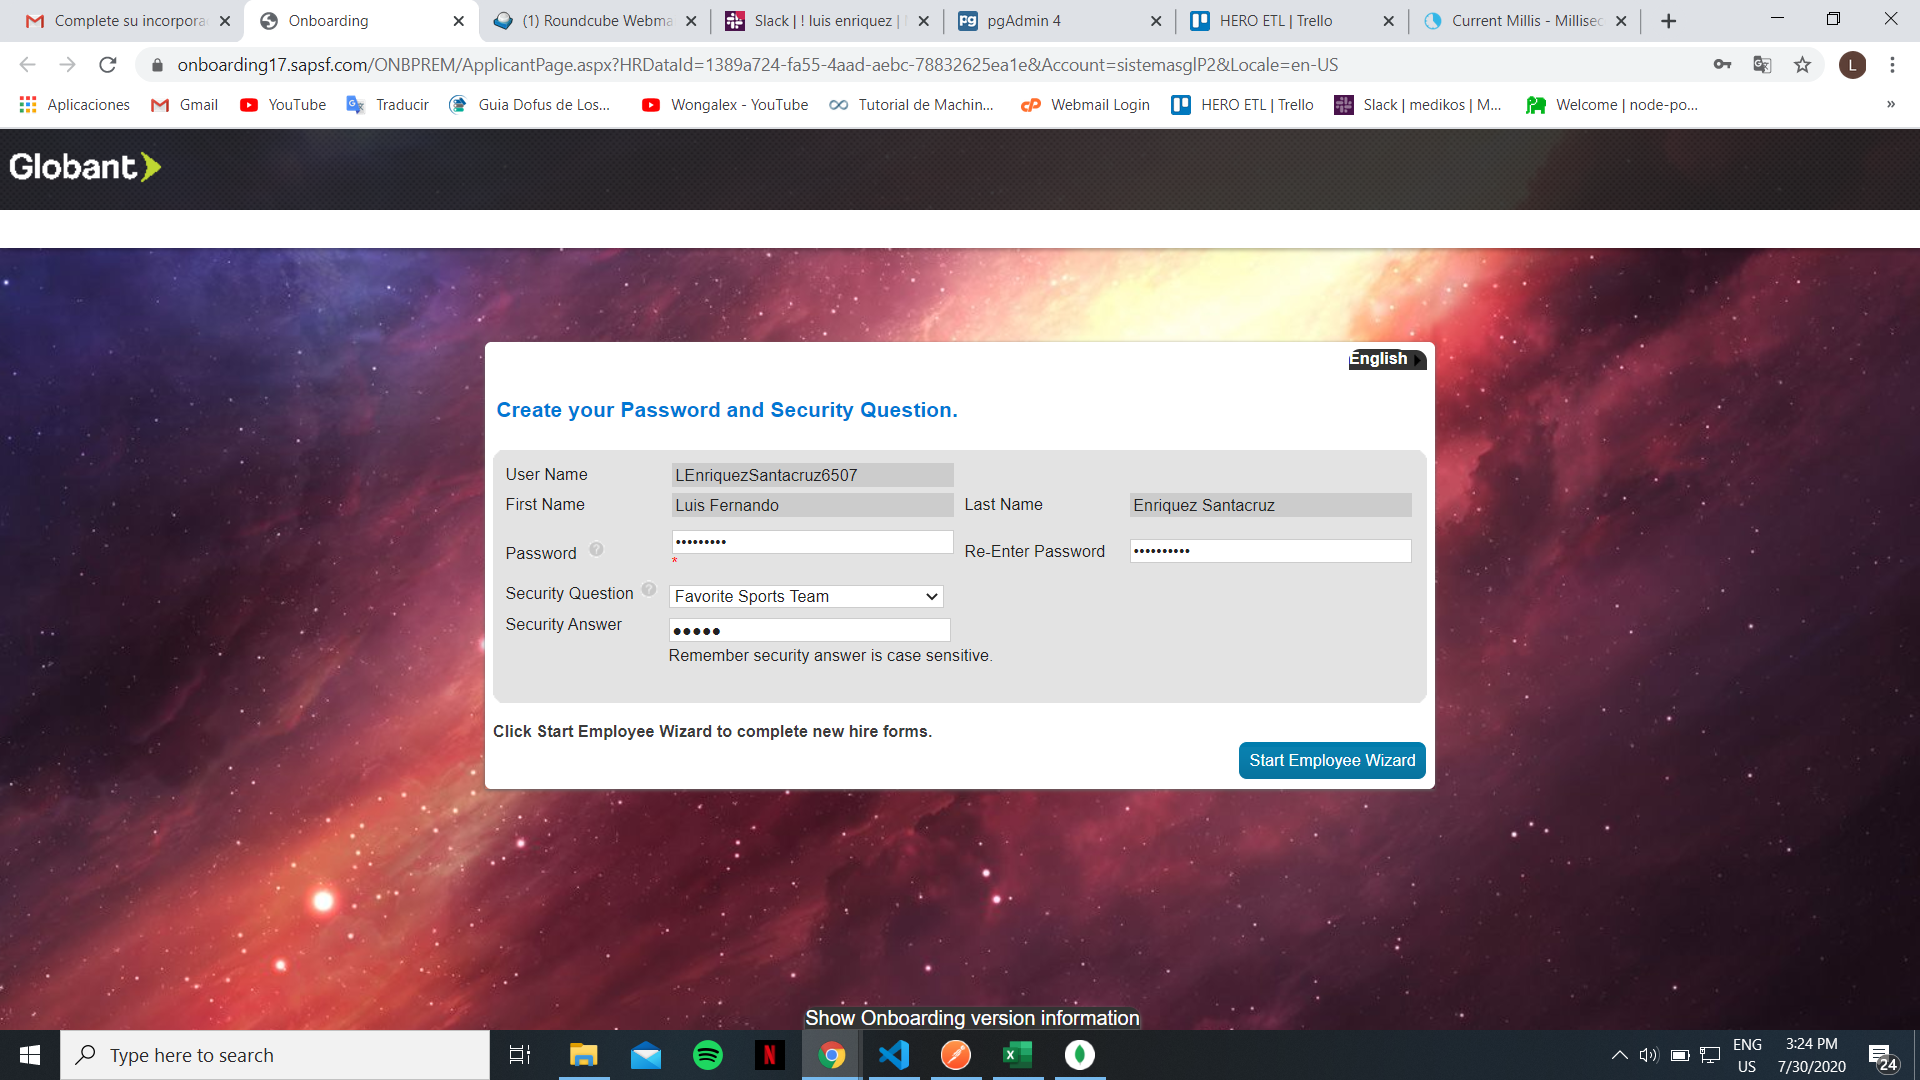 Complete su incorpora
Onboarding
(1) Roundcube Webma
Slack | ! luis enriquez |
pgAdmin 4
HERO ETL | Trello
Current Millis - Millisec
onboarding17.sapsf.com/ONBPREM/ApplicantPage.aspx?HRDataId=1389a724-fa55-4aad-aebc-78832625ea1e&Account=sistemasglP2&Locale=en-US
L
Aplicaciones
Gmail
YouTube
Traducir
Guia Dofus de Los...
Wongalex - YouTube
Tutorial de Machin...
Webmail Login
HERO ETL | Trello
Slack | medikos | M...
Welcome | node-po...
»
Globant
English
Create your Password and Security Question.
User Name LEnriquezSantacruz6507
First Name Luis Fernando Last Name Enriquez Santacruz
Password ? ••••••••• Re-Enter Password ••••••••••
*
Security Question ? Favorite Sports Team
Security Answer ●●●●●
Remember security answer is case sensitive.
Click Start Employee Wizard to complete new hire forms.
Start Employee Wizard
Show Onboarding version information
Type here to search
ENG
US
3:24 PM
7/30/2020
24